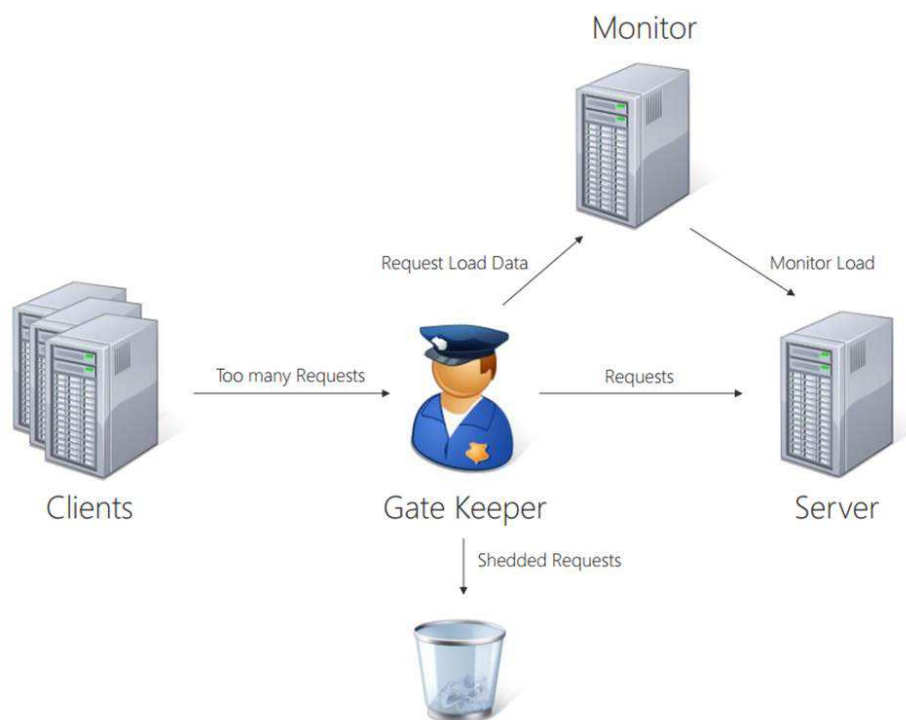 Monitor
Request Load Data
Monitor Load
Too many Requests
Requests
Clients
Gate Keeper
Server
Shedded Requests